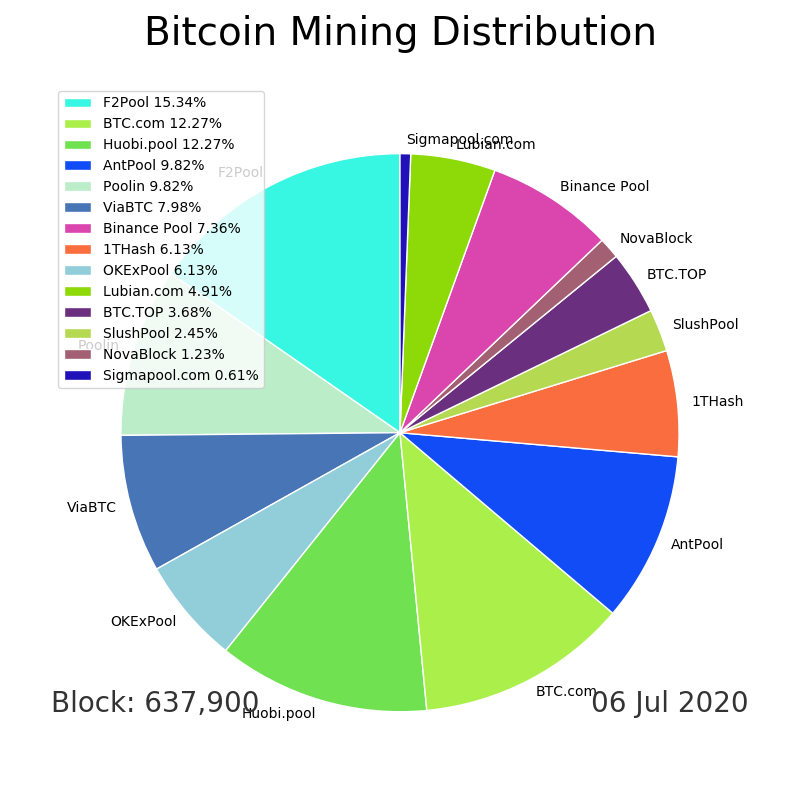 Bitcoin Mining Distribution
F2Pool 15.34%
BTC.com 12.27%
Huobi.pool 12.27%
AntPool 9.82%
Poolin 9.82%
ViaBTC 7.98%
Binance Pool 7.36%
1THash 6.13%
OKExPool 6.13%
Lubian.com 4.91%
BTC.TOP 3.68%
SlushPool 2.45%
NovaBlock 1.23%
Sigmapool.com 0.61%
Sigmapool.com
Lubian.com
F2Pool
Binance Pool
NovaBlock
BTC.TOP
SlushPool
Poolin
1THash
ViaBTC
AntPool
OKExPool
BTC.com
Huobi.pool
Block: 637,900
06 Jul 2020